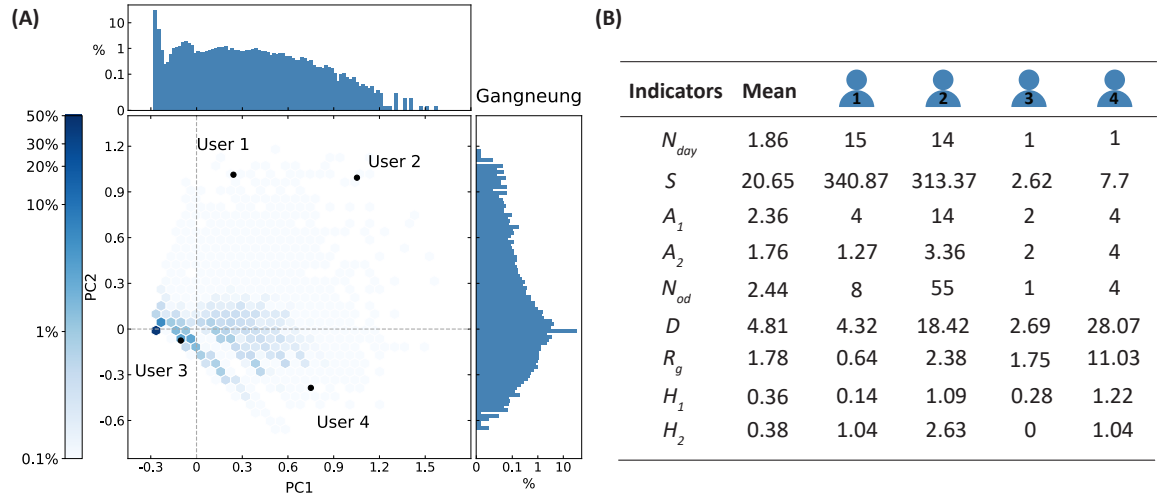 (A)
10
1
0.1
0
%
50%
30%
20%
10%
1%
0.1%
1.2
0.9
0.6
0.3
0
-0.3
-0.6
PC2
-0.3 0 0.3 0.6 0.9 1.2 1.5
PC1
User 1
User 2
User 3
User 4
Gangneung
0 0.1 1 10
%
(B)
Indicators Mean 1 2 3 4
N_day 1.86 15 14 1 1
S 20.65 340.87 313.37 2.62 7.7
A_1 2.36 4 14 2 4
A_2 1.76 1.27 3.36 2 4
N_od 2.44 8 55 1 4
D 4.81 4.32 18.42 2.69 28.07
R_g 1.78 0.64 2.38 1.75 11.03
H_1 0.36 0.14 1.09 0.28 1.22
H_2 0.38 1.04 2.63 0 1.04